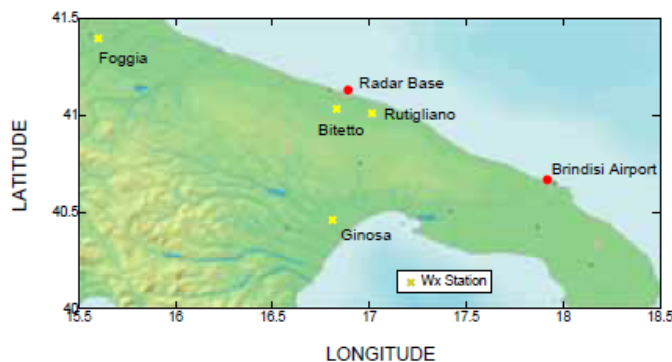 41.5
Foggia
Radar Base
41
Rutigliano
Bitetto
LATITUDE
Brindisi Airport
40.5
Ginosa
Wx Station
40
15.5 16 16.5 17 17.5 18 18.5
LONGITUDE